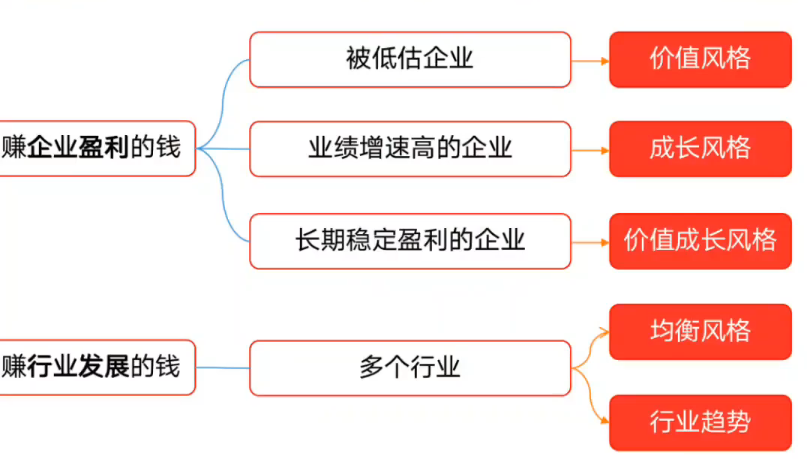 被低估企业
价值风格
赚企业盈利的钱
业绩增速高的企业
成长风格
长期稳定盈利的企业
价值成长风格
均衡风格
赚行业发展的钱
多个行业
行业趋势